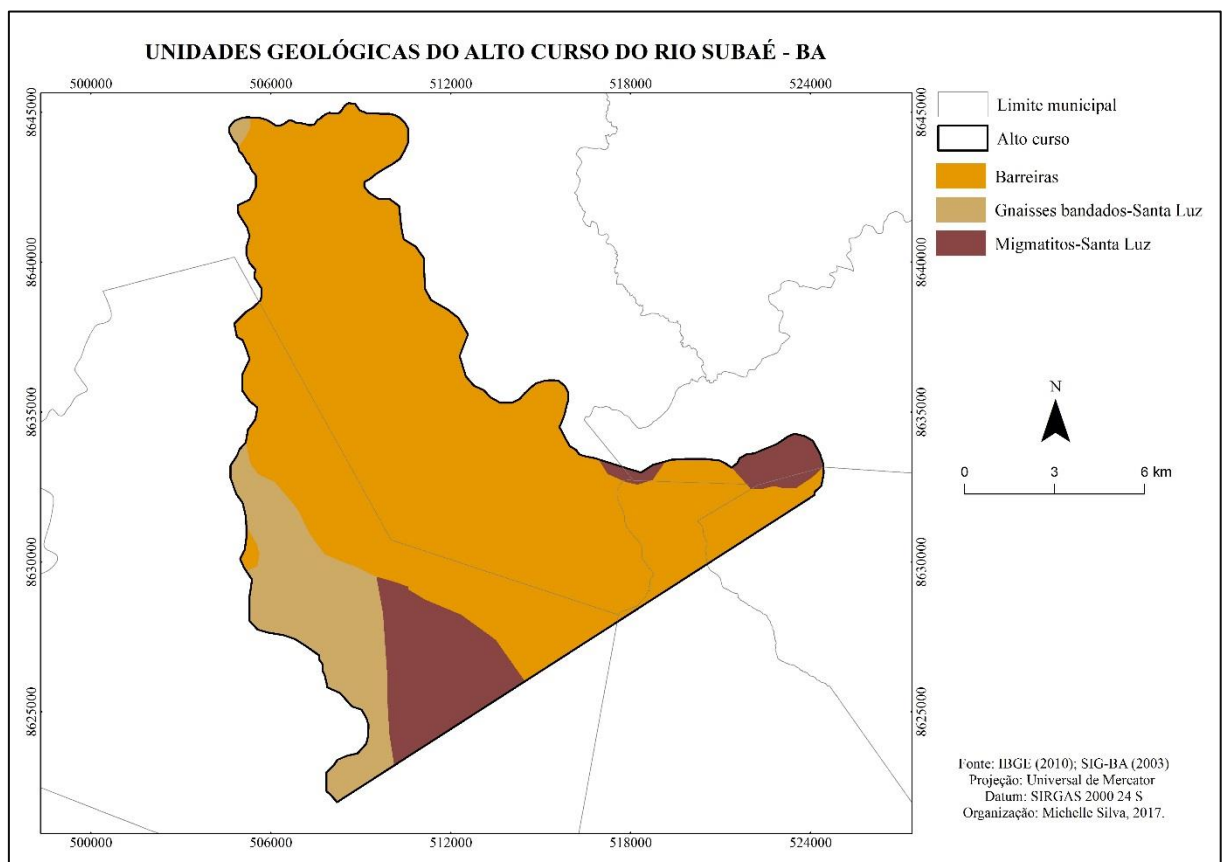 UNIDADES GEOLÓGICAS DO ALTO CURSO DO RIO SUBAÉ - BA
500000 506000 512000 518000 524000
8645000 8645000
8640000 8640000
8635000 8635000
8630000 8630000
8625000 8625000
500000 506000 512000 518000 524000
Limite municipal
Alto curso
Barreiras
Gnaisses bandados-Santa Luz
Migmatitos-Santa Luz
N
0 3 6 km
Fonte: IBGE (2010); SIG-BA (2003)
Projeção: Universal de Mercator
Datum: SIRGAS 2000 24 S
Organização: Michelle Silva, 2017.